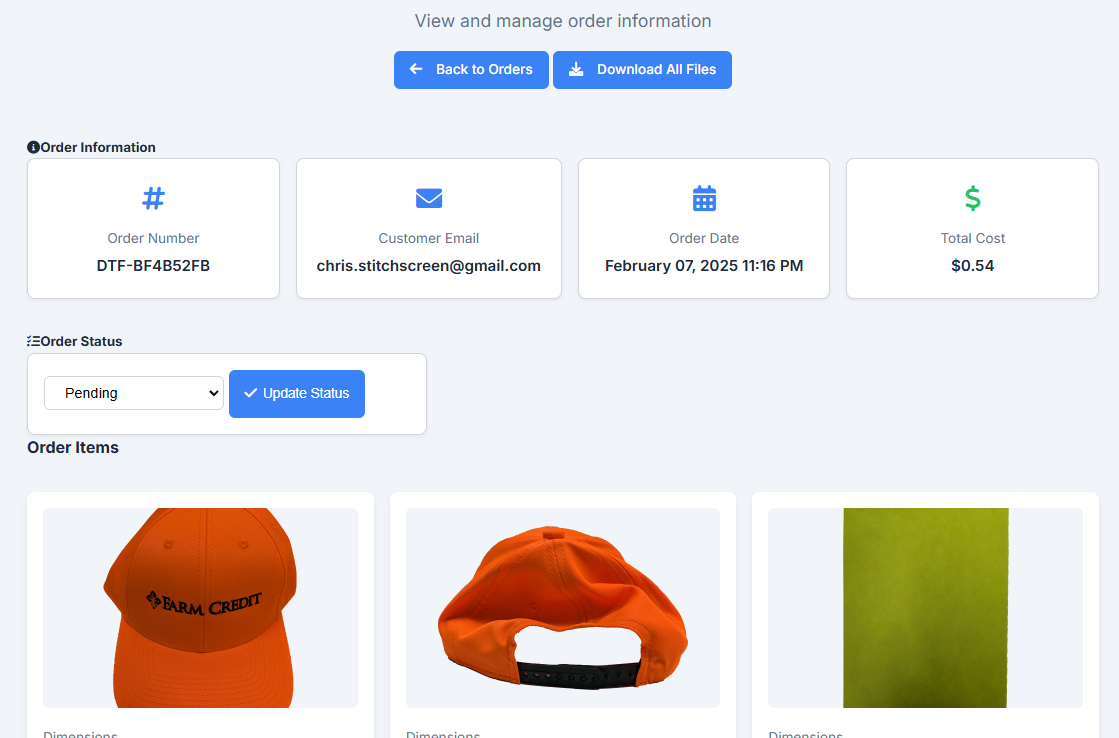 View and manage order information
Back to Orders Download All Files
Order Information
Order Number
DTF-BF4B52FB
Customer Email
chris.stitchscreen@gmail.com
Order Date
February 07, 2025 11:16 PM
Total Cost
$0.54
Order Status
Pending Update Status
Order Items
FARM CREDIT
Dimensions Dimensions Dimensions